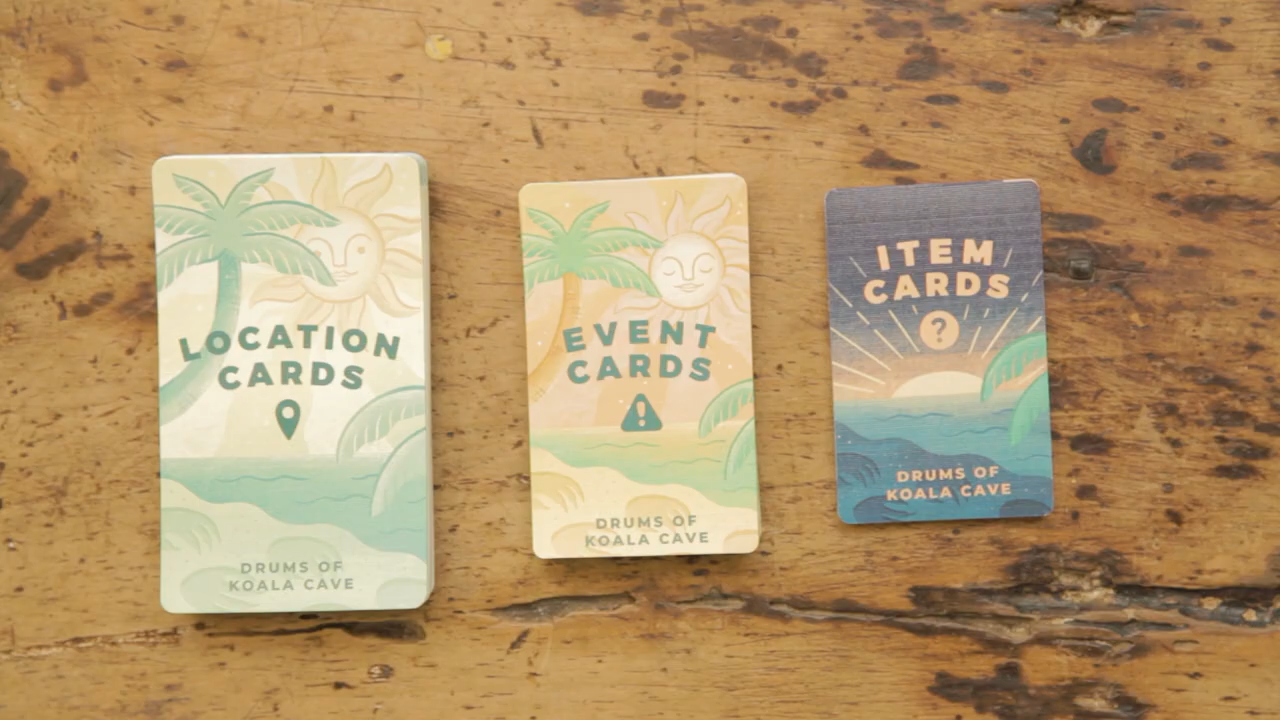 LOCATION
CARDS
DRUMS OF
KOALA CAVE
EVENT
CARDS
!
DRUMS OF
KOALA CAVE
ITEM
CARDS
?
DRUMS OF
KOALA CAVE